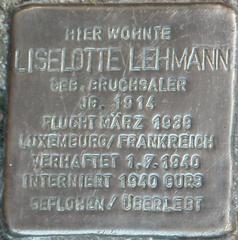 HIER WOHNTE
LISELOTTE LEHMANN
GEB. BRUCHSALER
JG. 1914
FLUCHT MÄRZ 1939
LUXEMBURG/FRANKREICH
VERHAFTET 1.7.1940
INTERNIERT 1940 GURS
GEFLOHEN/ÜBERLEBT